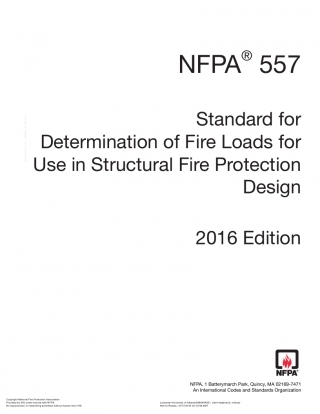 NFPA® 557
Standard for
Determination of Fire Loads for
Use in Structural Fire Protection
Design
2016 Edition
NFPA®
NFPA, 1 Batterymarch Park, Quincy, MA 02169-7471
An International Codes and Standards Organization